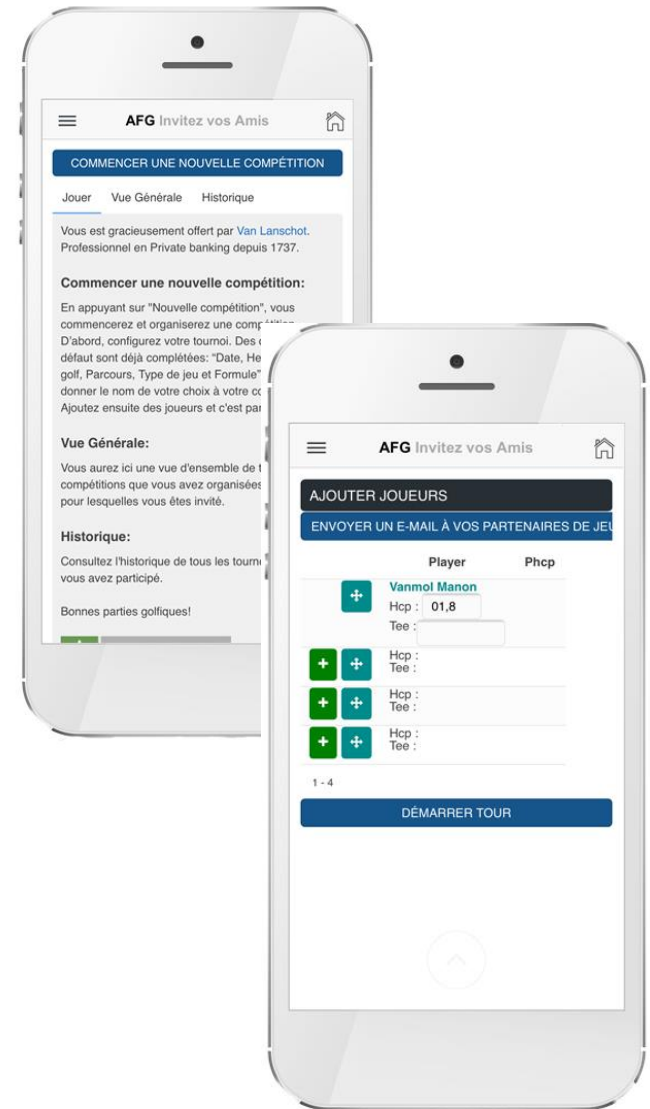 AFG Invitez vos Amis
COMMENCER UNE NOUVELLE COMPÉTITION
Jouer Vue Générale Historique
Vous est gracieusement offert par Van Lanschot.
Professionnel en Private banking depuis 1737.
Commencer une nouvelle compétition:
En appuyant sur "Nouvelle compétition", vous
commencerez et organiserez une
D'abord, configurez votre tournoi. Des
défaut sont déjà complétées: "Date,
golf, Parcours, Type de jeu et Formule"
donner le nom de votre choix à votre
Ajoutez ensuite des joueurs et c'est
Vue Générale:
Vous aurez ici une vue d'ensemble de
compétitions que vous avez organisées
pour lesquelles vous êtes invité.
Historique:
Consultez l'historique de tous les
vous avez participé.
Bonnes parties golfiques!
AFG Invitez vos Amis
AJOUTER JOUEURS
ENVOYER UN E-MAIL À VOS PARTENAIRES DE
Player Phcp
Vanmol Manon
Hcp : 01,8
Tee :
Hcp :
Tee :
Hcp :
Tee :
Hcp :
Tee :
1 - 4
DÉMARRER TOUR